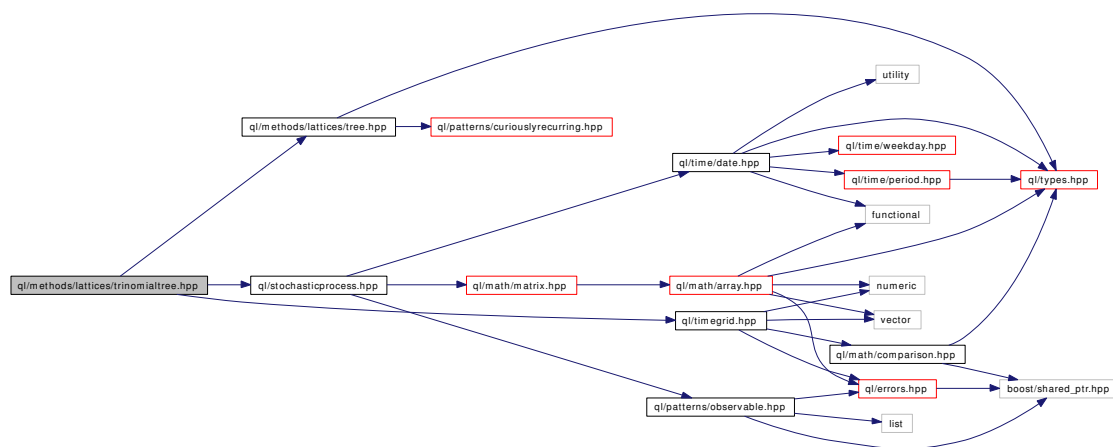 utility
ql/methods/lattices/tree.hpp
ql/patterns/curiouslyrecurring.hpp
ql/time/weekday.hpp
ql/time/date.hpp
ql/time/period.hpp
ql/types.hpp
functional
ql/methods/lattices/trinomialtree.hpp
ql/stochasticprocess.hpp
ql/math/matrix.hpp
ql/math/array.hpp
numeric
ql/timegrid.hpp
vector
ql/math/comparison.hpp
ql/errors.hpp
boost/shared_ptr.hpp
ql/patterns/observable.hpp
list